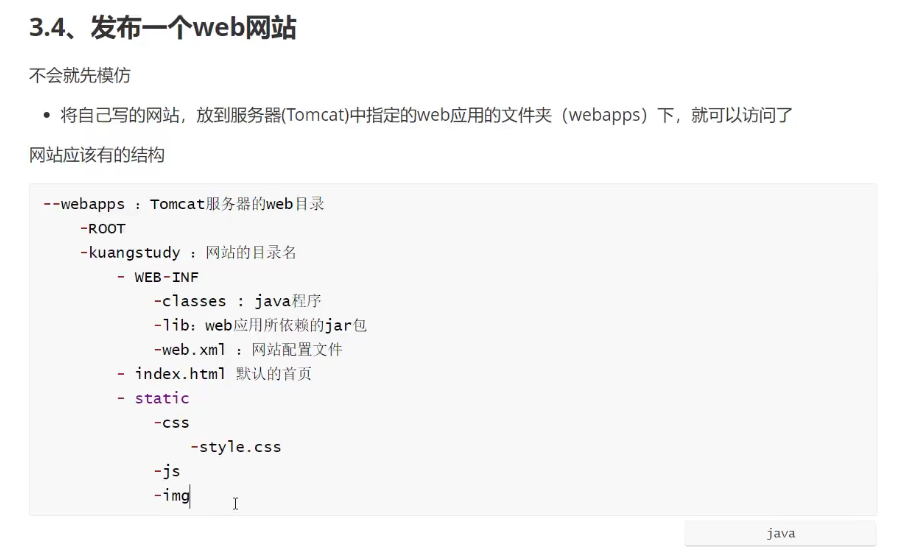 3.4、发布一个web网站
不会就先模仿
• 将自己写的网站，放到服务器(Tomcat)中指定的web应用的文件夹（webapps）下，就可以访问了
网站应该有的结构
--webapps ：Tomcat服务器的web目录
    -ROOT
    -kuangstudy ：网站的目录名
        - WEB-INF
            -classes : java程序
            -lib：web应用所依赖的jar包
            -web.xml ：网站配置文件
        - index.html 默认的首页
        - static
            -css
                -style.css
            -js
            -img
java